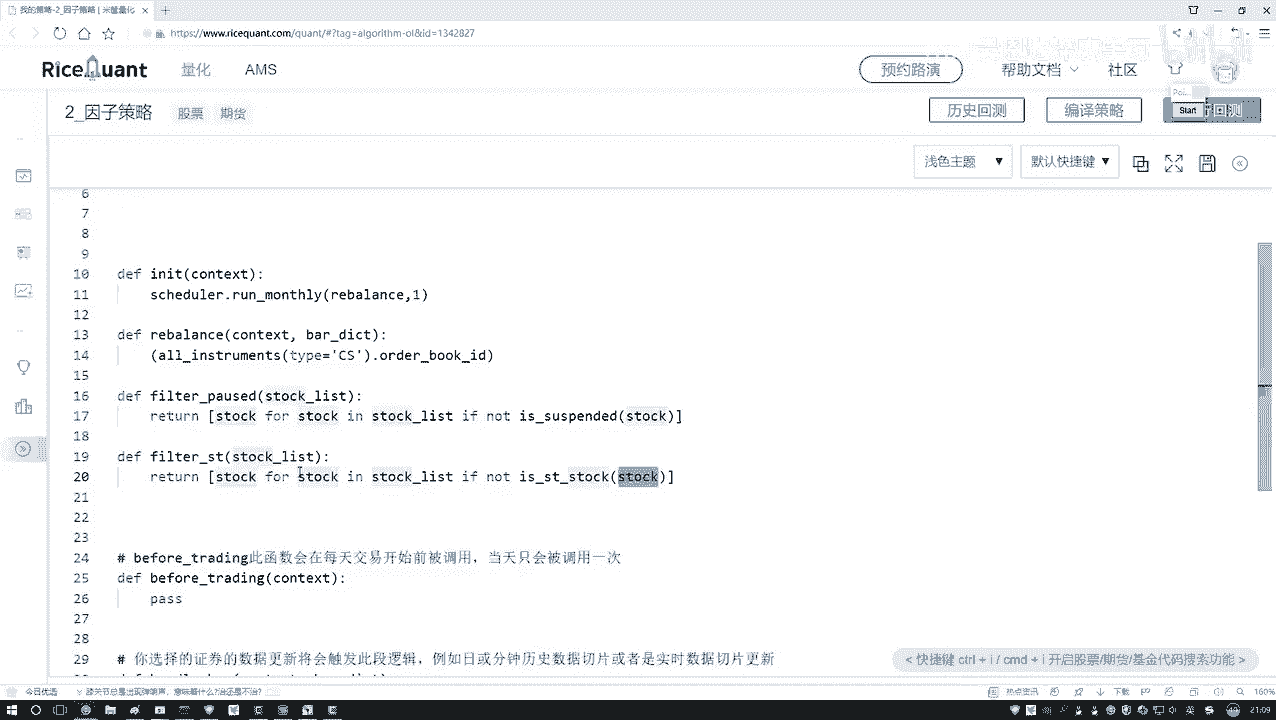 我的策略-2_因子策略 | 米筐量化
https://www.ricequant.com/quant/#?tag=algorithm-ol&id=1342827
RiceQuant 量化 AMS 预约路演 帮助文档 社区
2_因子策略 股票 期货 历史回测 编译策略 Start 回测
浅色主题 默认快捷键
6
7
8
9
10 def init(context):
11 scheduler.run_monthly(rebalance,1)
12
13 def rebalance(context, bar_dict):
14 (all_instruments(type='CS').order_book_id)
15
16 def filter_paused(stock_list):
17 return [stock for stock in stock_list if not is_suspended(stock)]
18
19 def filter_st(stock_list):
20 return [stock for stock in stock_list if not is_st_stock(stock)]
21
22
23
24 # before_trading此函数会在每天交易开始前被调用，当天只会被调用一次
25 def before_trading(context):
26 pass
27
28
29 # 你选择的证券的数据更新将会触发此段逻辑，例如日或分钟历史数据切片或者是实时数据切片更新
< 快捷键 ctrl + i / cmd + i 开启股票/期货/基金代码搜索功能 >
今日优选 热点资讯 下载 160%
21:09